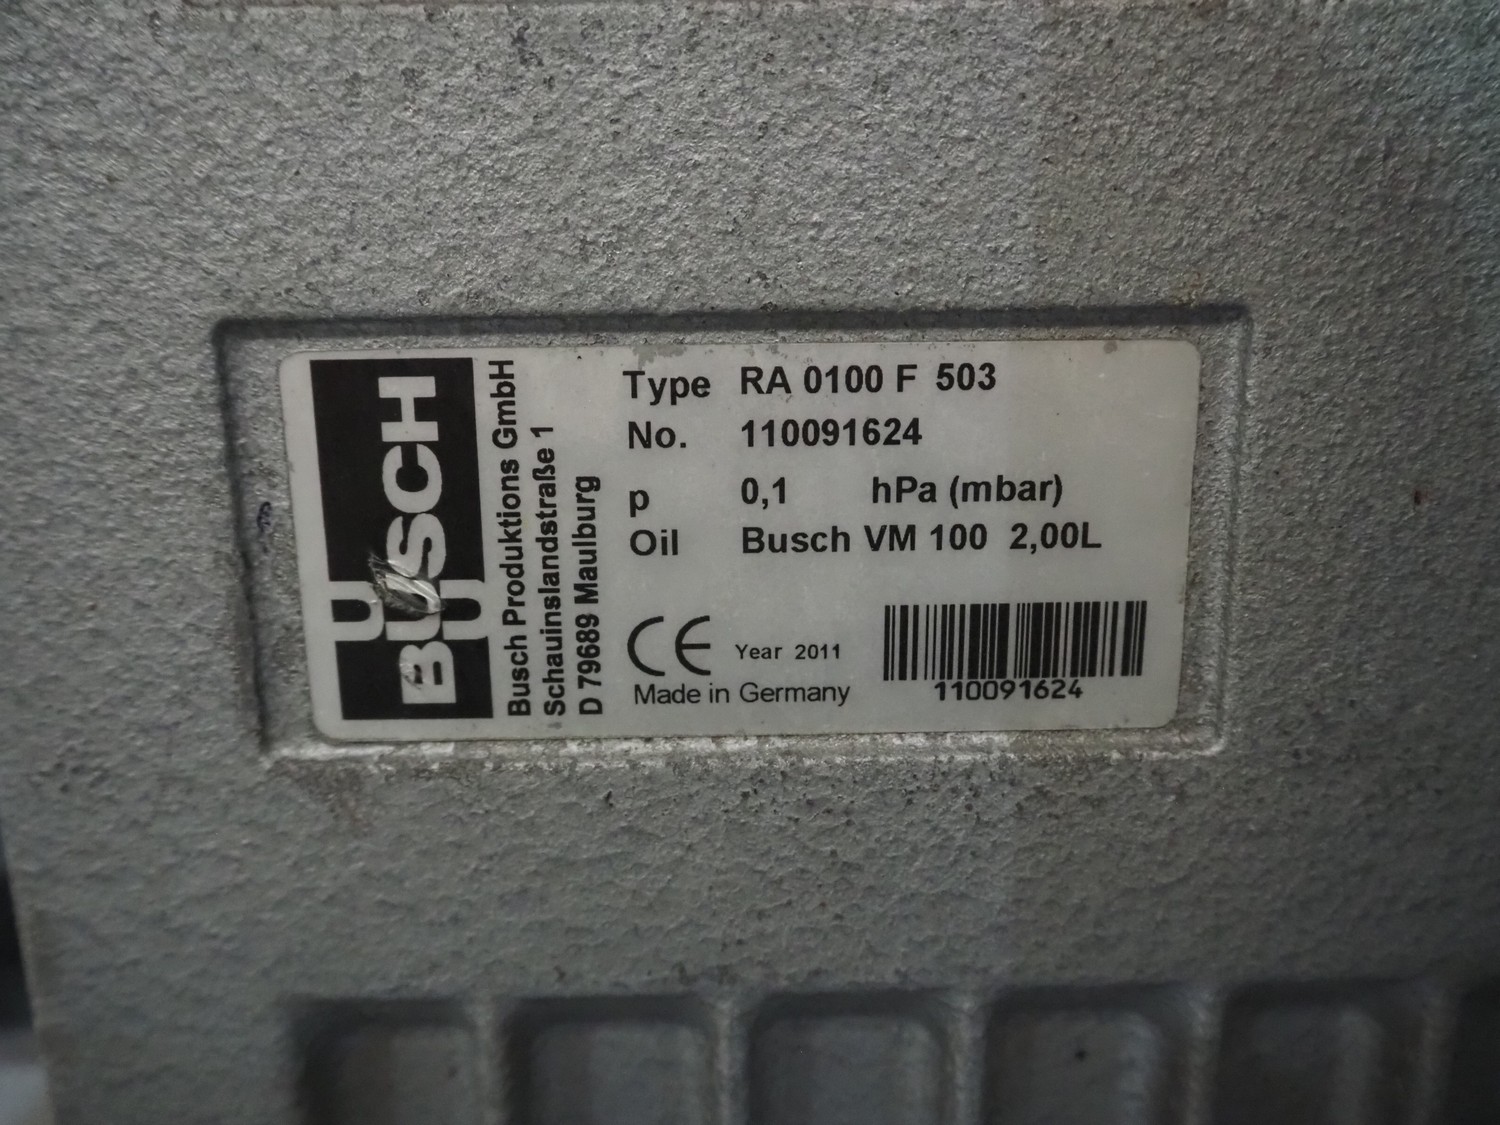 BUSCH
Busch Produktions GmbH
Schauinslandstraße 1
D 79689 Maulburg
Type RA 0100 F 503
No. 110091624
p 0,1 hPa (mbar)
Oil Busch VM 100 2,00L
CE Year 2011
Made in Germany
110091624